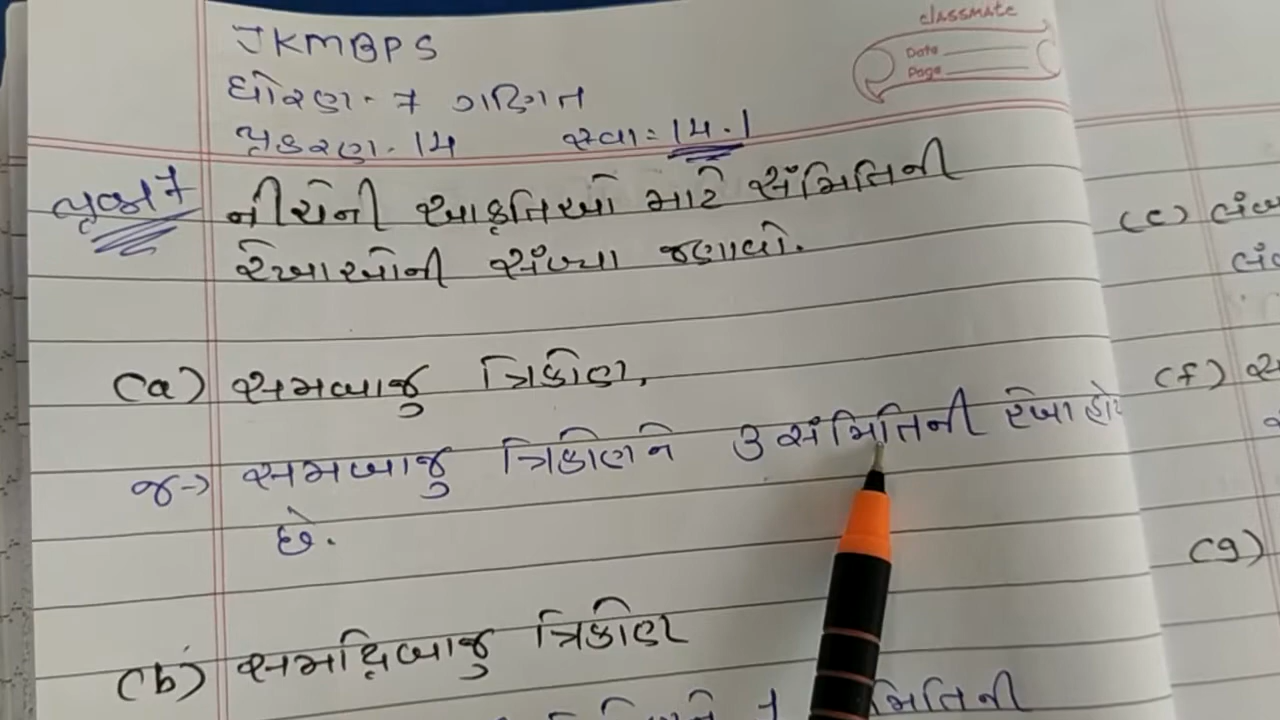 classmate
Date
Page
JKMBPS
ધોરણ - 7 ગણિત
પ્રકરણ - 14 સ્વા = 14.1
પ્રશ્ન 7 નીચેની આકૃતિઓ માટે સંમિતિની
રેખાઓની સંખ્યા જણાવો.
(a) સમબાજુ ત્રિકોણ.
જ → સમબાજુ ત્રિકોણને 3 સંમિતિની રેખા હોય
છે.
(b) સમદ્વિબાજુ ત્રિકોણ
1 મિતિની
(e)
(f)
(g)